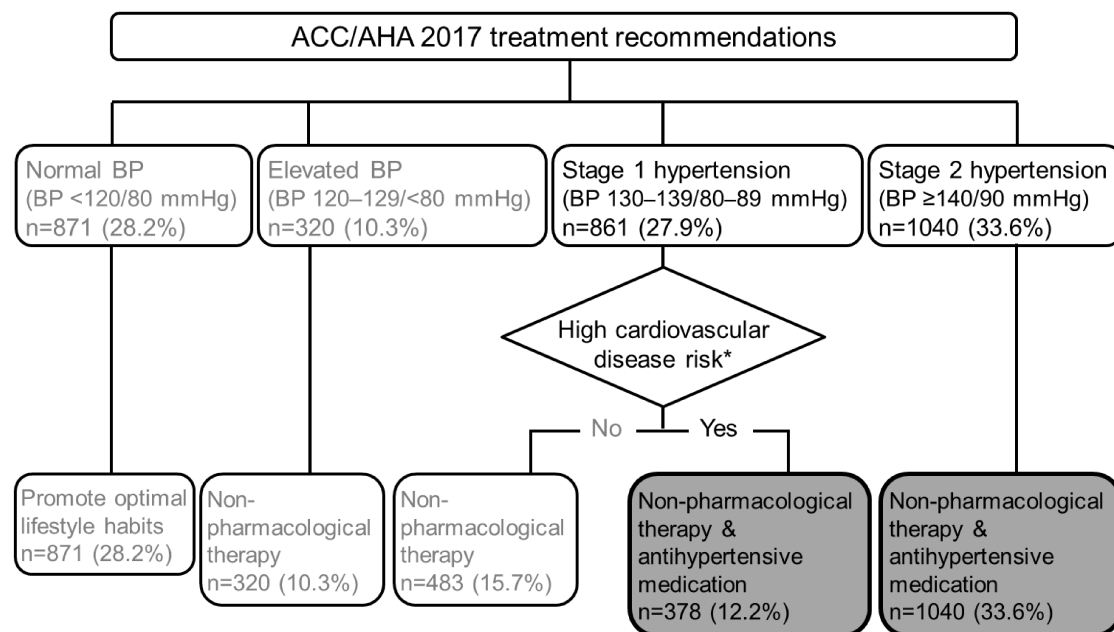 ACC/AHA 2017 treatment recommendations
Normal BP
(BP <120/80 mmHg)
n=871 (28.2%)
Elevated BP
(BP 120–129/<80 mmHg)
n=320 (10.3%)
Stage 1 hypertension
(BP 130–139/80–89 mmHg)
n=861 (27.9%)
Stage 2 hypertension
(BP ≥140/90 mmHg)
n=1040 (33.6%)
High cardiovascular
disease risk*
No
Yes
Promote optimal
lifestyle habits
n=871 (28.2%)
Non-
pharmacological
therapy
n=320 (10.3%)
Non-
pharmacological
therapy
n=483 (15.7%)
Non-pharmacological
therapy &
antihypertensive
medication
n=378 (12.2%)
Non-pharmacological
therapy &
antihypertensive
medication
n=1040 (33.6%)